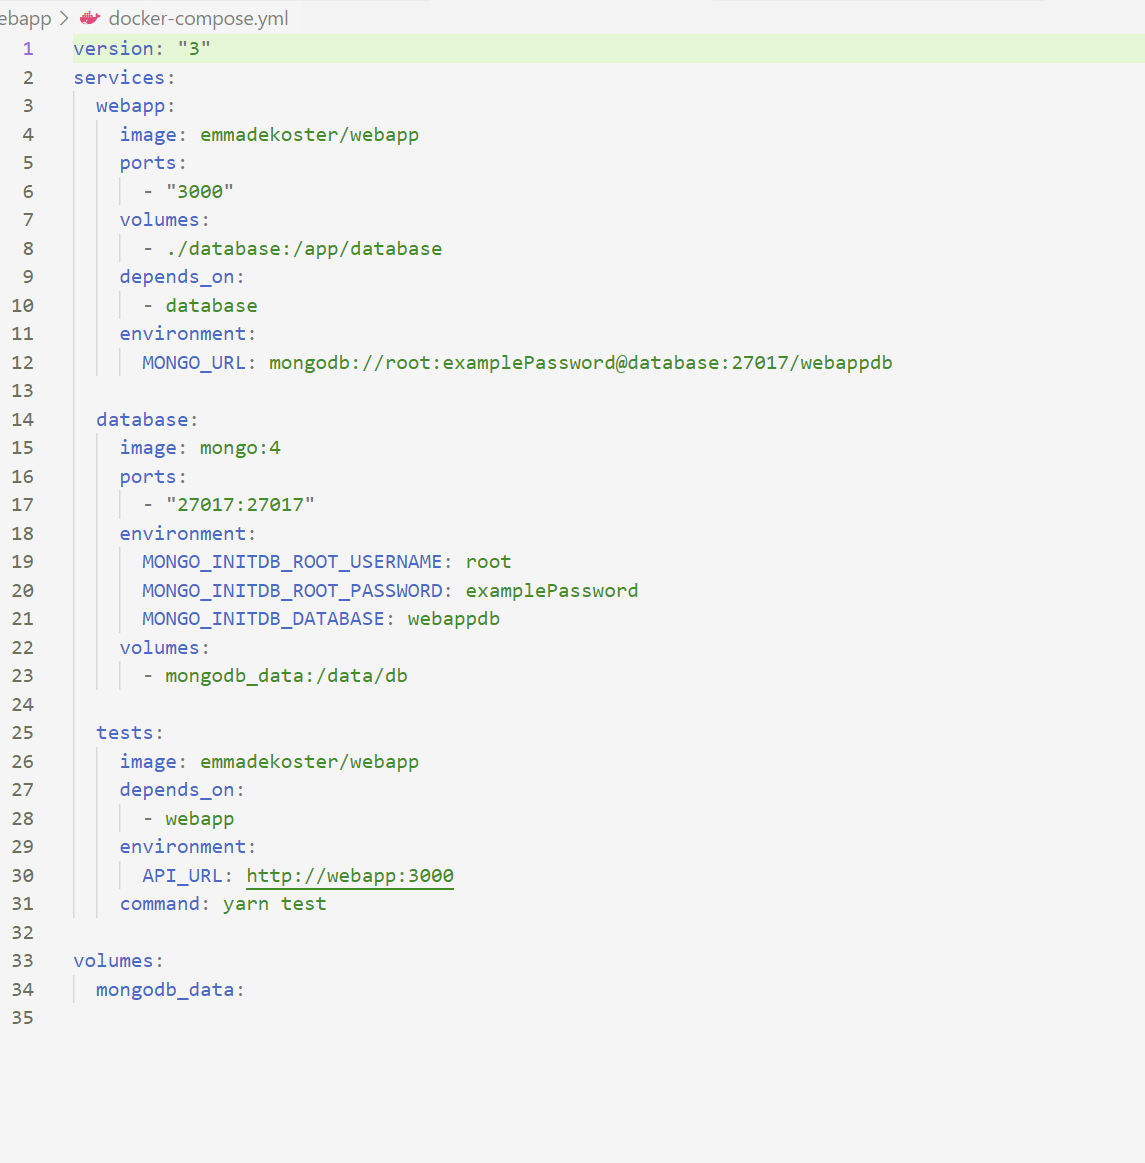 ebapp > docker-compose.yml
1 version: "3"
2 services:
3 webapp:
4 image: emmadekoster/webapp
5 ports:
6 - "3000"
7 volumes:
8 - ./database:/app/database
9 depends_on:
10 - database
11 environment:
12 MONGO_URL: mongodb://root:examplePassword@database:27017/webappdb
13
14 database:
15 image: mongo:4
16 ports:
17 - "27017:27017"
18 environment:
19 MONGO_INITDB_ROOT_USERNAME: root
20 MONGO_INITDB_ROOT_PASSWORD: examplePassword
21 MONGO_INITDB_DATABASE: webappdb
22 volumes:
23 - mongodb_data:/data/db
24
25 tests:
26 image: emmadekoster/webapp
27 depends_on:
28 - webapp
29 environment:
30 API_URL: http://webapp:3000
31 command: yarn test
32
33 volumes:
34 mongodb_data:
35